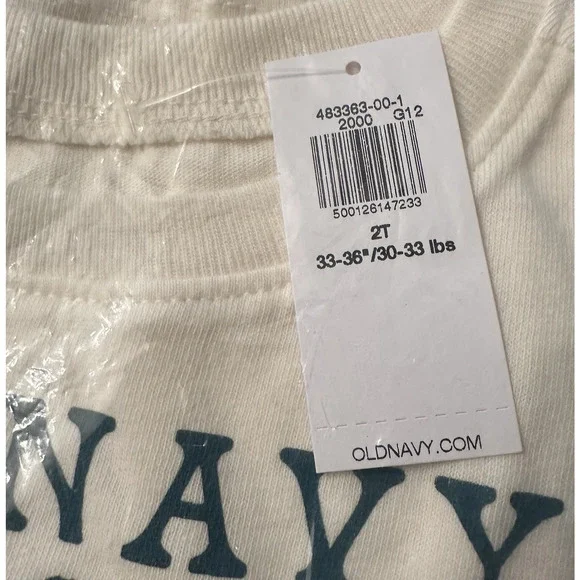 483363-00-1
2000 G12
500126147233
2T
33-36"/30-33 lbs
OLDNAVY.COM
NAVY